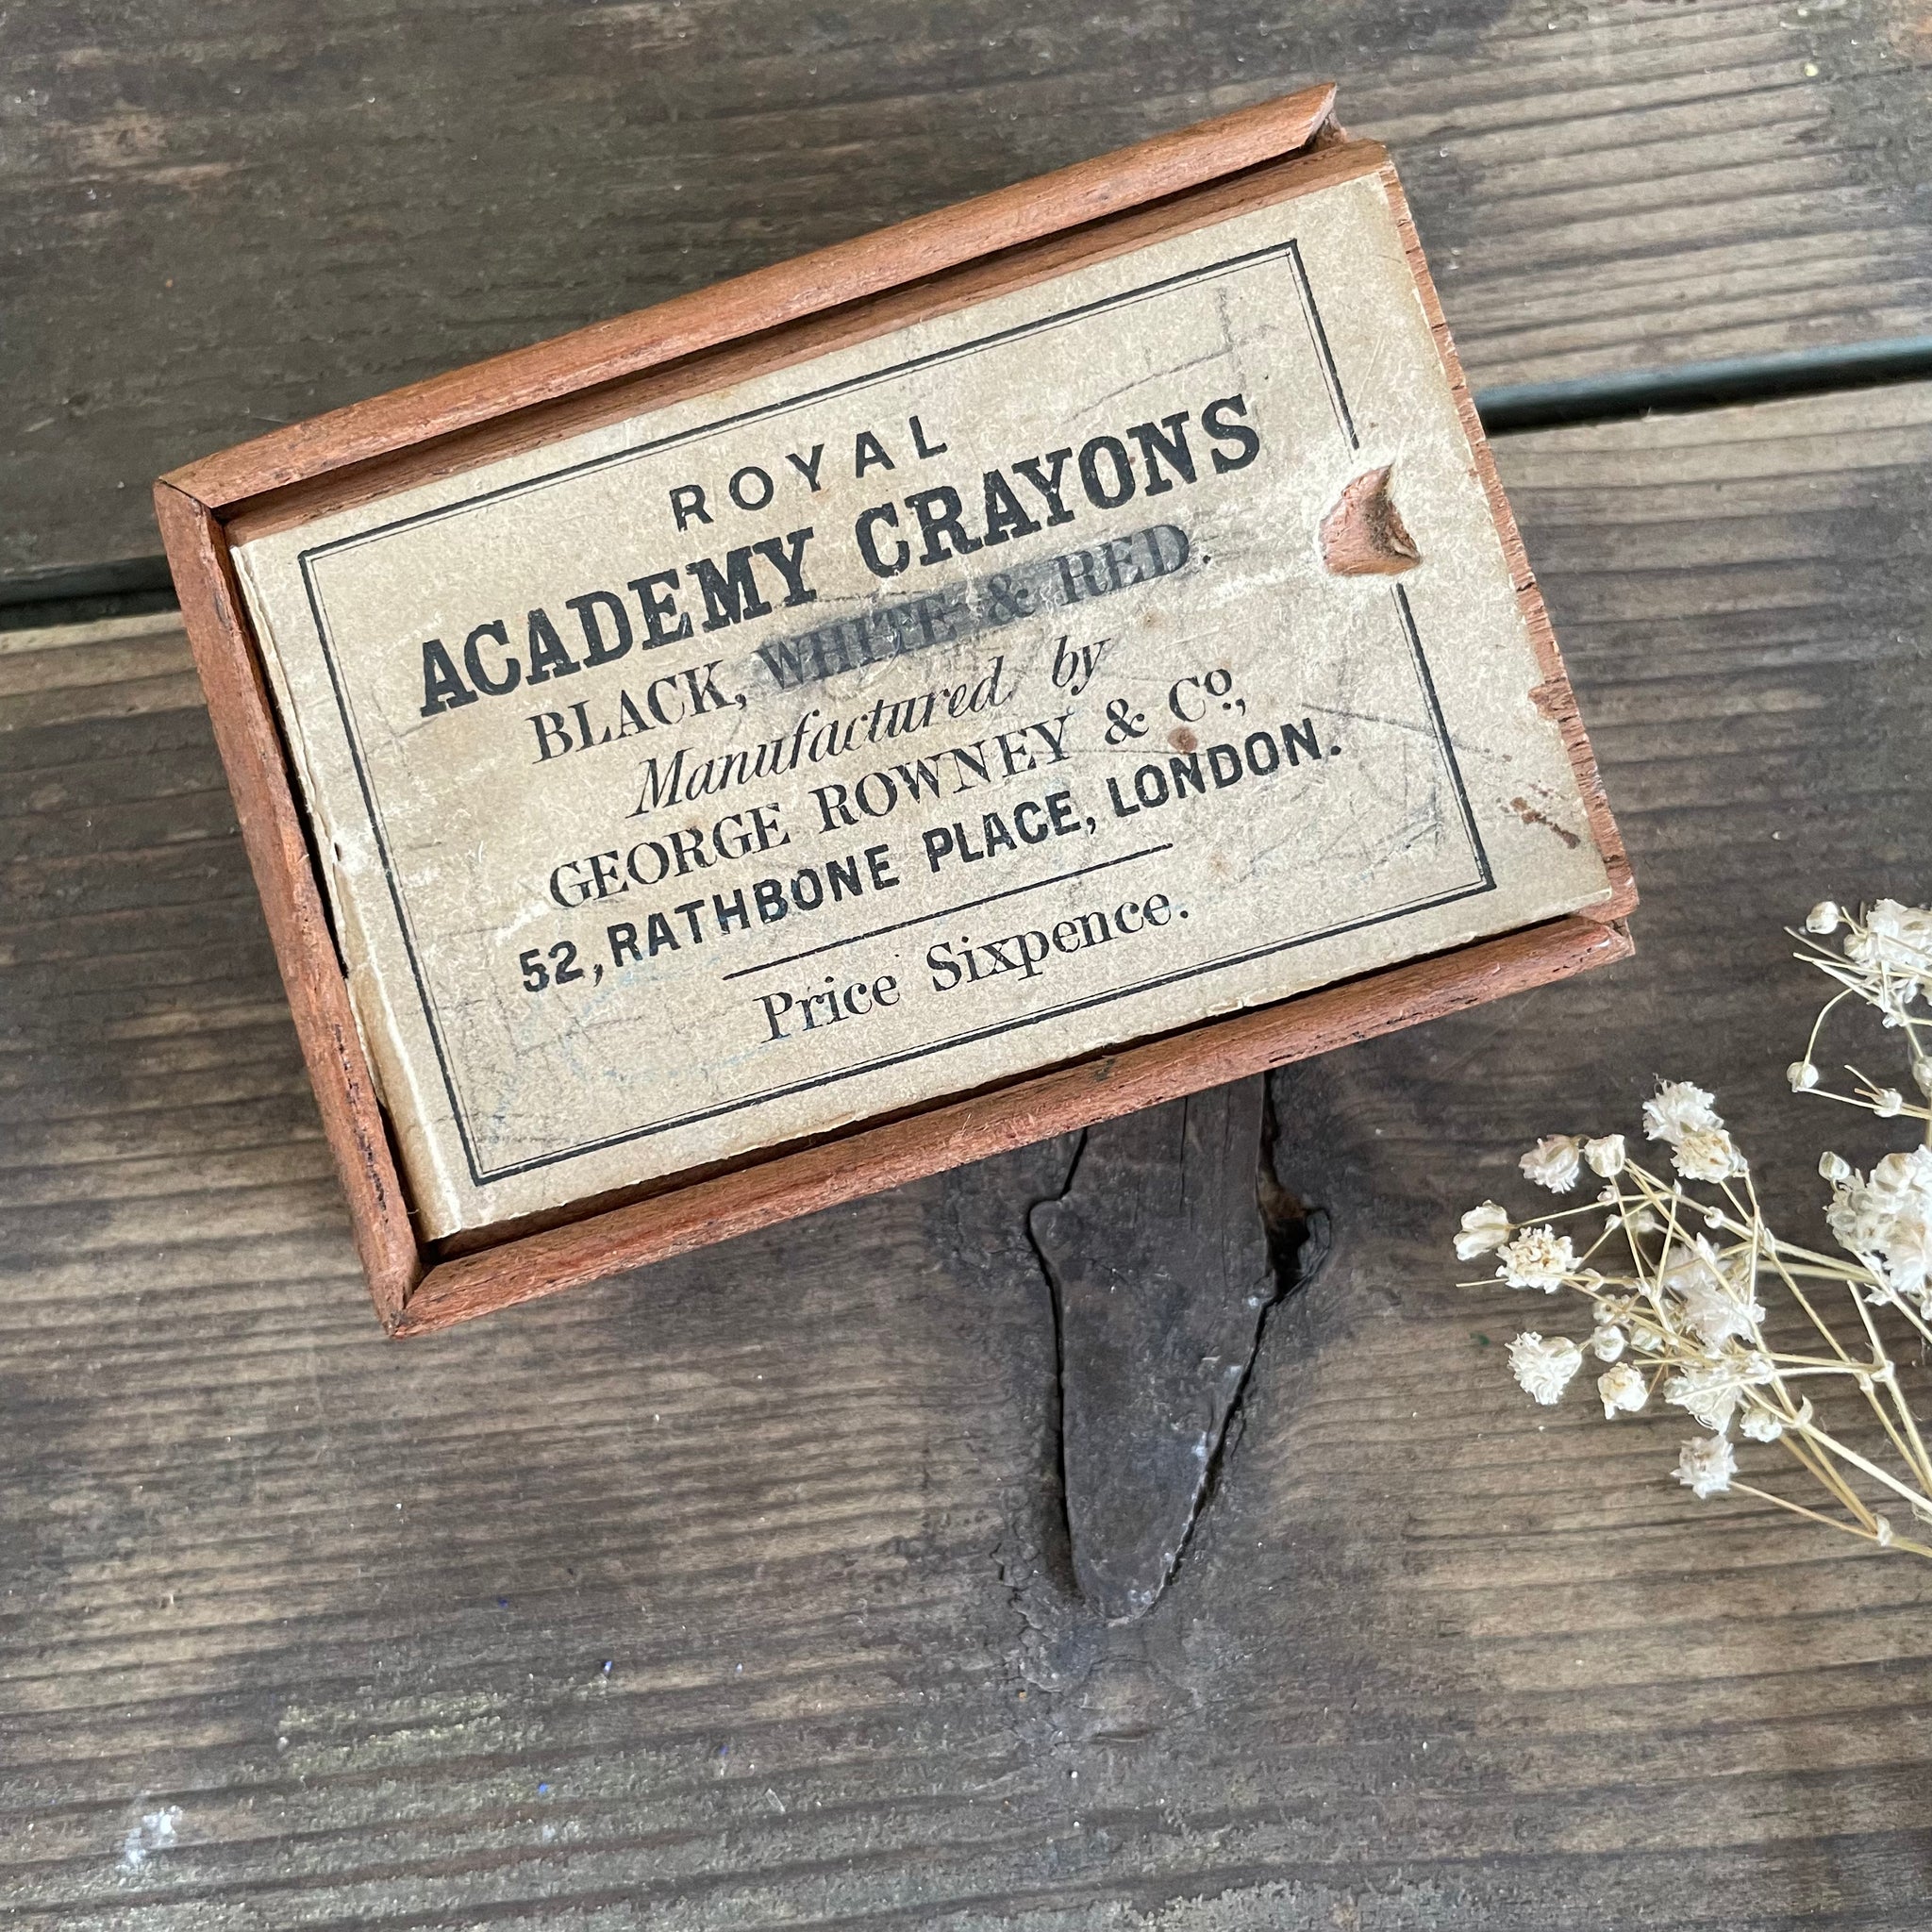 ROYAL
ACADEMY CRAYONS
BLACK, WHITE & RED.
Manufactured by
GEORGE ROWNEY & Cº,
52, RATHBONE PLACE, LONDON.
Price Sixpence.